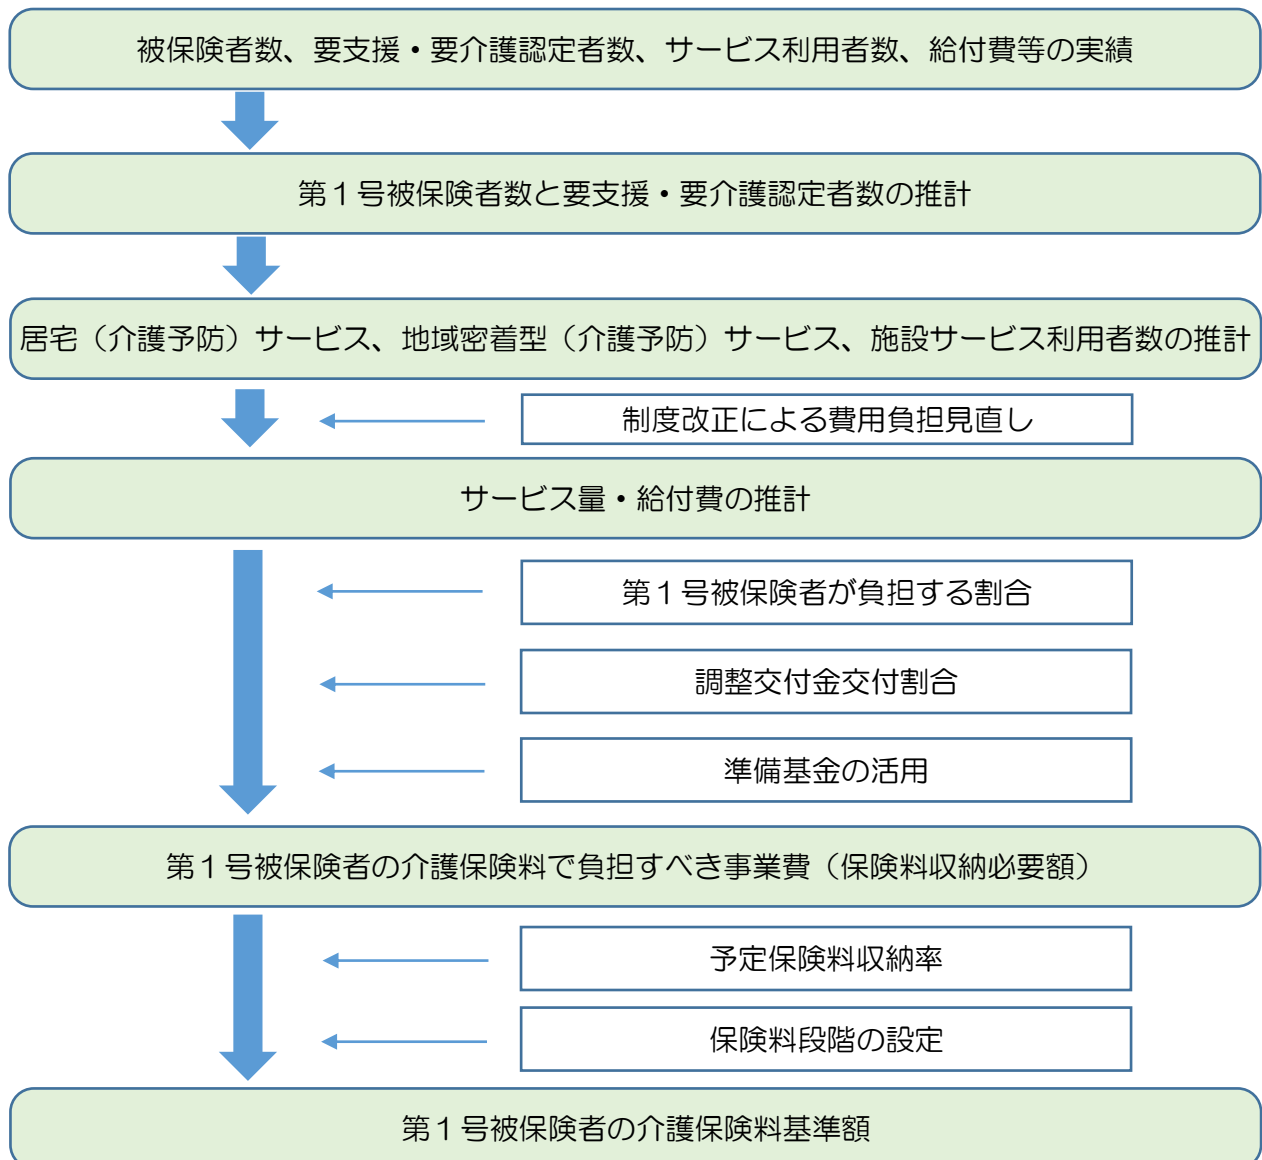 被保険者数、要支援・要介護認定者数、サービス利用者数、給付費等の実績
第１号被保険者数と要支援・要介護認定者数の推計
居宅（介護予防）サービス、地域密着型（介護予防）サービス、施設サービス利用者数の推計
制度改正による費用負担見直し
サービス量・給付費の推計
第１号被保険者が負担する割合
調整交付金交付割合
準備基金の活用
第１号被保険者の介護保険料で負担すべき事業費（保険料収納必要額）
予定保険料収納率
保険料段階の設定
第１号被保険者の介護保険料基準額